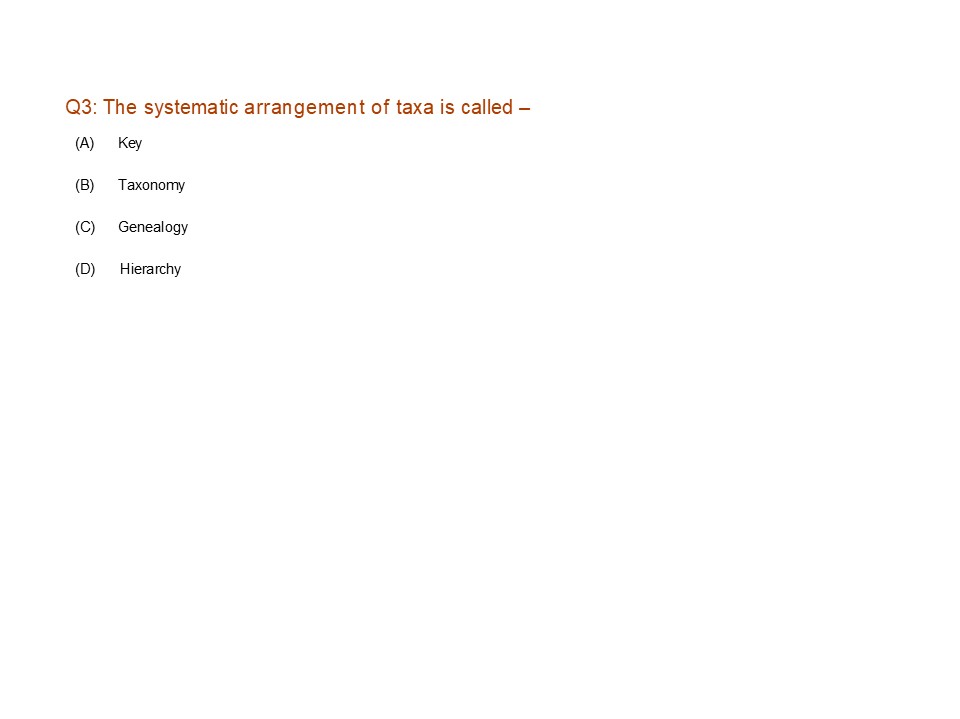 Q3: The systematic arrangement of taxa is called –
(A) Key
(B) Taxonomy
(C) Genealogy
(D) Hierarchy